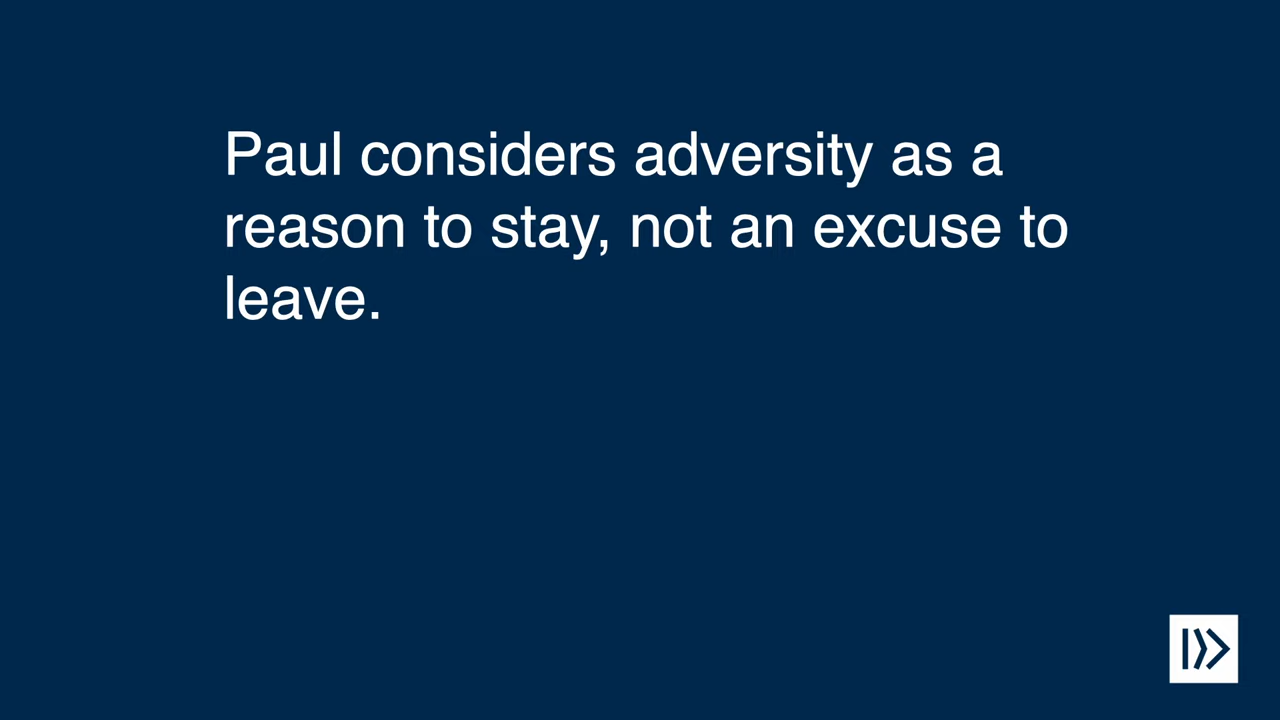 Paul considers adversity as a
reason to stay, not an excuse to
leave.